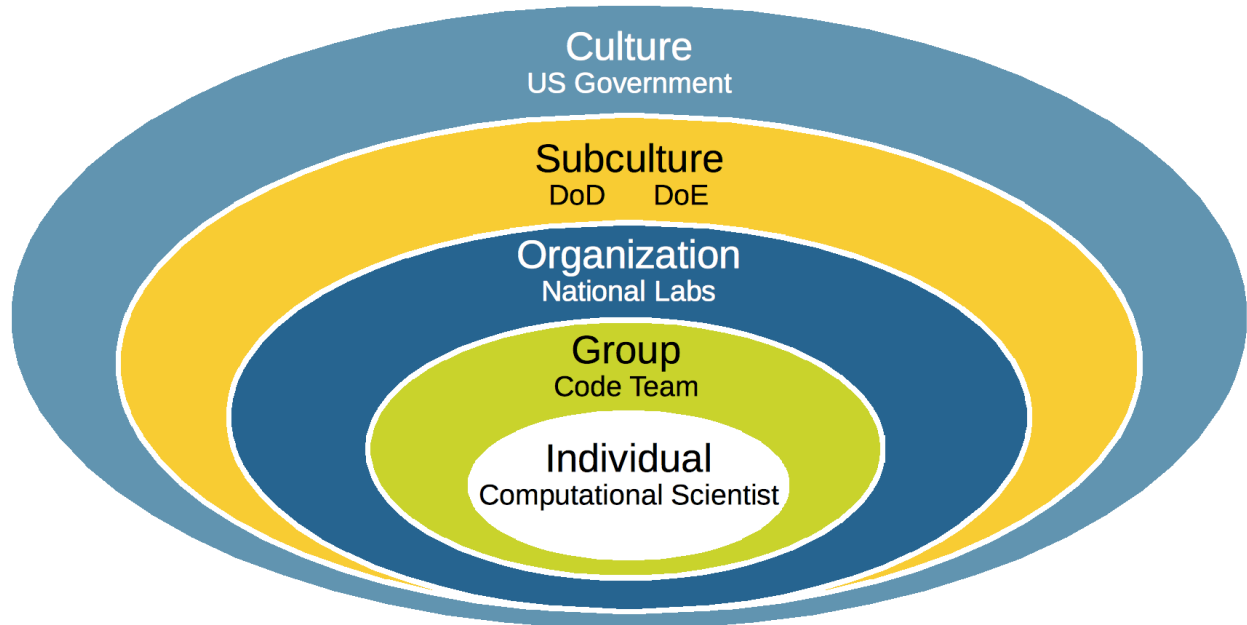 Culture
US Government
Subculture
DoD DoE
Organization
National Labs
Group
Code Team
Individual
Computational Scientist